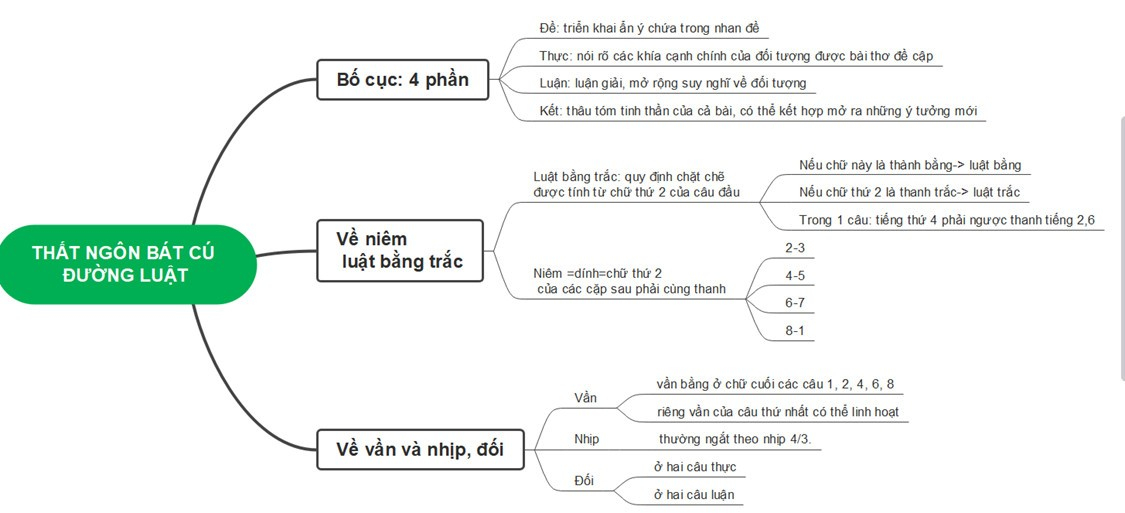 THẤT NGÔN BÁT CÚ
ĐƯỜNG LUẬT
Bố cục: 4 phần
Đề: triển khai ẩn ý chứa trong nhan đề
Thực: nói rõ các khía cạnh chính của đối tượng được bài thơ đề cập
Luận: luận giải, mở rộng suy nghĩ về đối tượng
Kết: thâu tóm tinh thần của cả bài, có thể kết hợp mở ra những ý tưởng mới
Về niêm
luật bằng trắc
Luật bằng trắc: quy định chặt chẽ
được tính từ chữ thứ 2 của câu đầu
Nếu chữ này là thành bằng-> luật bằng
Nếu chữ thứ 2 là thanh trắc-> luật trắc
Trong 1 câu: tiếng thứ 4 phải ngược thanh tiếng 2,6
Niêm =dính=chữ thứ 2
của các cặp sau phải cùng thanh
2-3
4-5
6-7
8-1
Về vần và nhịp, đối
Vần
vần bằng ở chữ cuối các câu 1, 2, 4, 6, 8
riêng vần của câu thứ nhất có thể linh hoạt
Nhịp
thường ngắt theo nhịp 4/3.
Đối
ở hai câu thực
ở hai câu luận